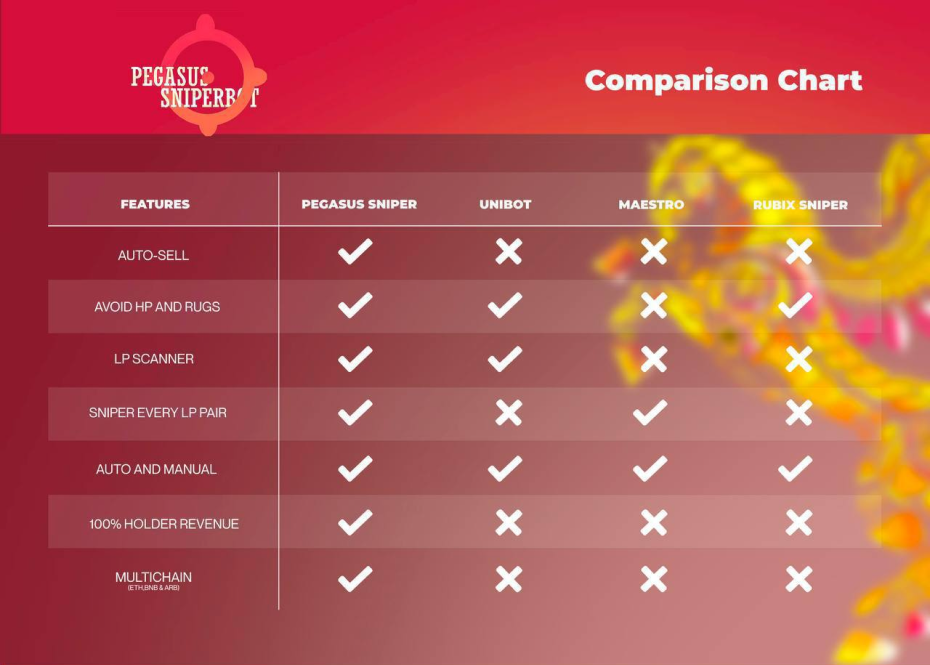 PEGASUS
SNIPERBOT
Comparison Chart
FEATURES PEGASUS SNIPER UNIBOT MAESTRO RUBIX SNIPER
AUTO-SELL
AVOID HP AND RUGS
LP SCANNER
SNIPER EVERY LP PAIR
AUTO AND MANUAL
100% HOLDER REVENUE
MULTICHAIN
(ETH,BNB & ARB)